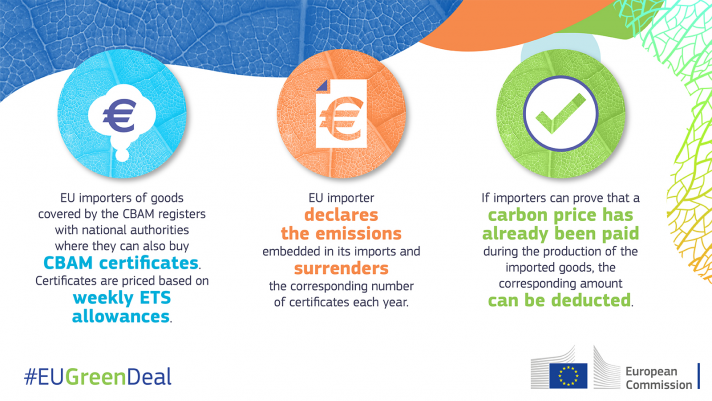 EU importers of goods
covered by the CBAM registers
with national authorities
where they can also buy
CBAM certificates.
Certificates are priced based on
weekly ETS
allowances.
EU importer
declares
the emissions
embedded in its imports and
surrenders
the corresponding number
of certificates each year.
If importers can prove that a
carbon price has
already been paid
during the production of the
imported goods, the
corresponding amount
can be deducted.
#EUGreenDeal
European
Commission